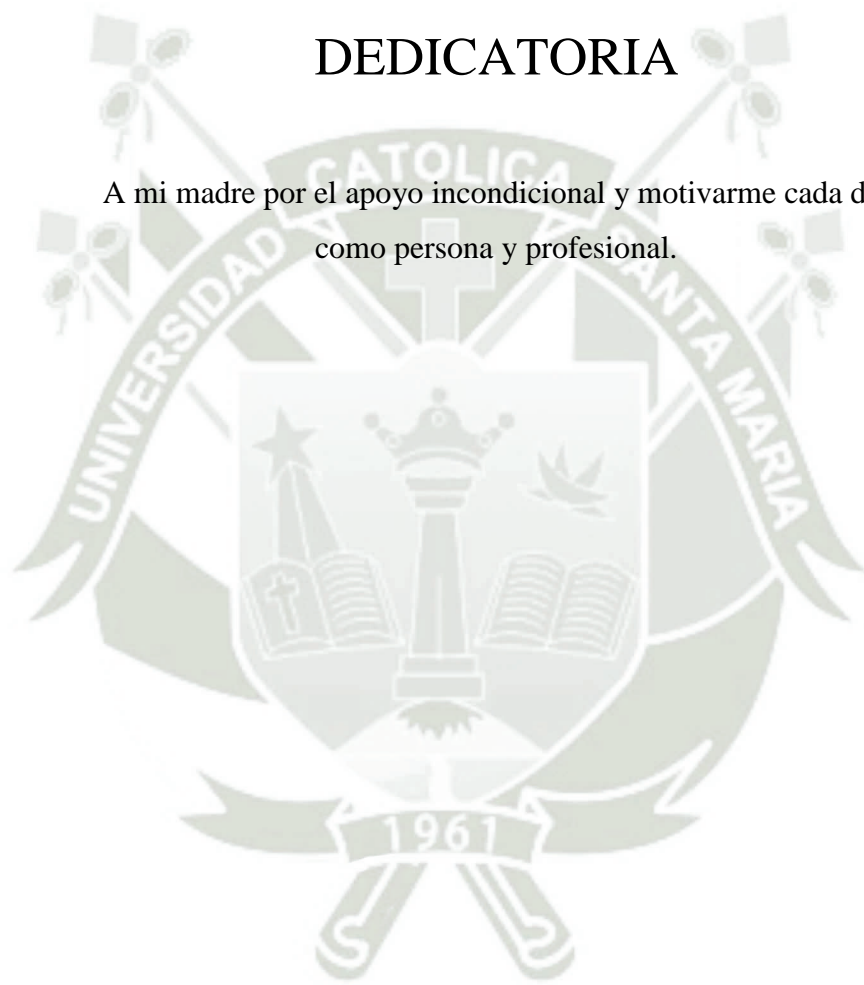 DEDICATORIA
CATOLICA
A mi madre por el apoyo incondicional y motivarme cada d
como persona y profesional.
UNIVERSIDAD
SANTA MARIA
1961